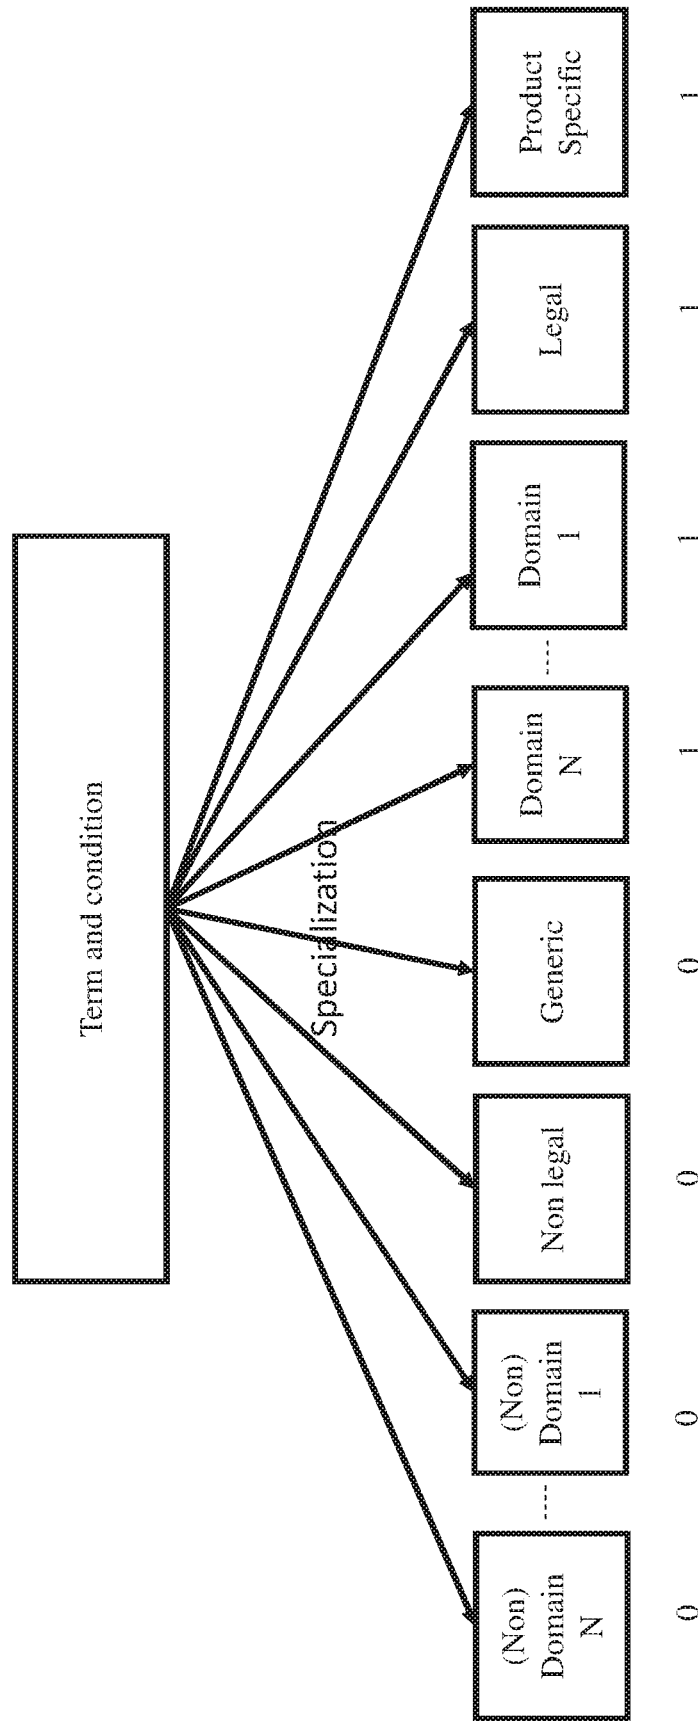 Term and condition
Specialization
(Non)
Domain
N
----
(Non)
Domain
1
Non legal
Generic
Domain
N
----
Domain
1
Legal
Product
Specific
0
0
0
0
1
1
1
1